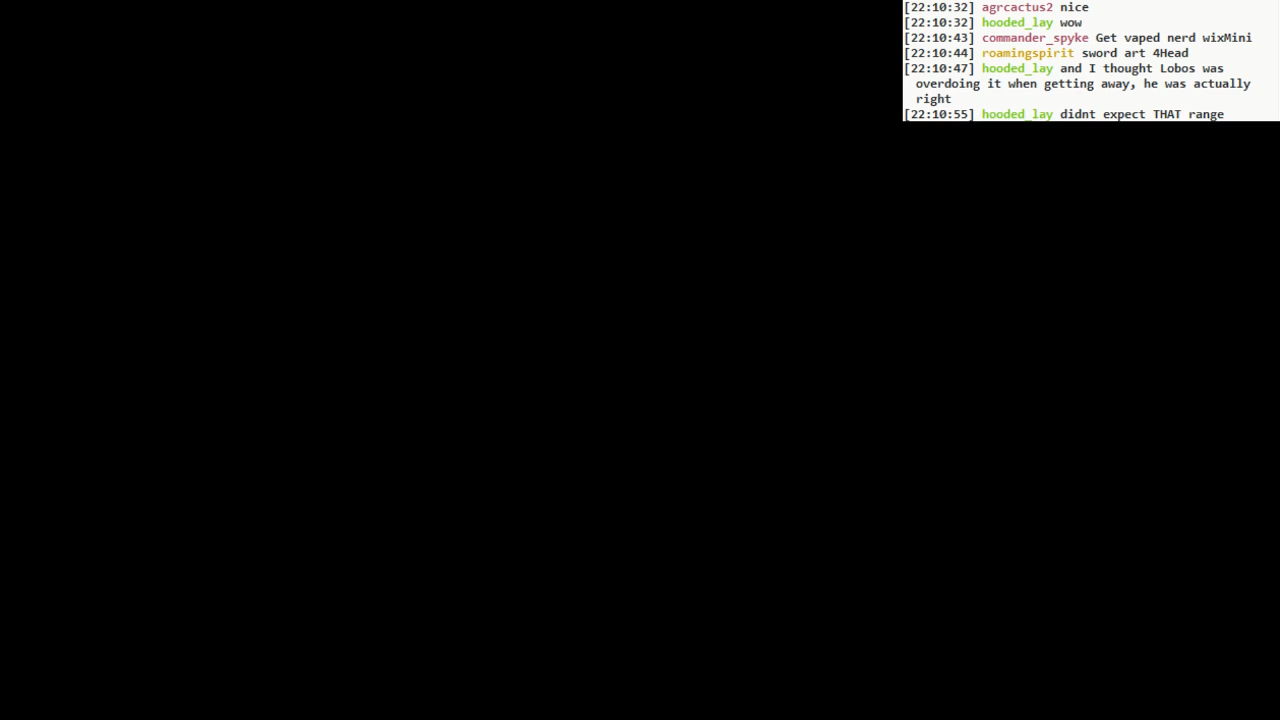 [22:10:32] agrcactus2 nice
[22:10:32] hooded_lay wow
[22:10:43] commander_spyke Get vaped nerd wixMini
[22:10:44] roamingspirit sword art 4Head
[22:10:47] hooded_lay and I thought Lobos was
overdoing it when getting away, he was actually
right
[22:10:55] hooded_lay didnt expect THAT range